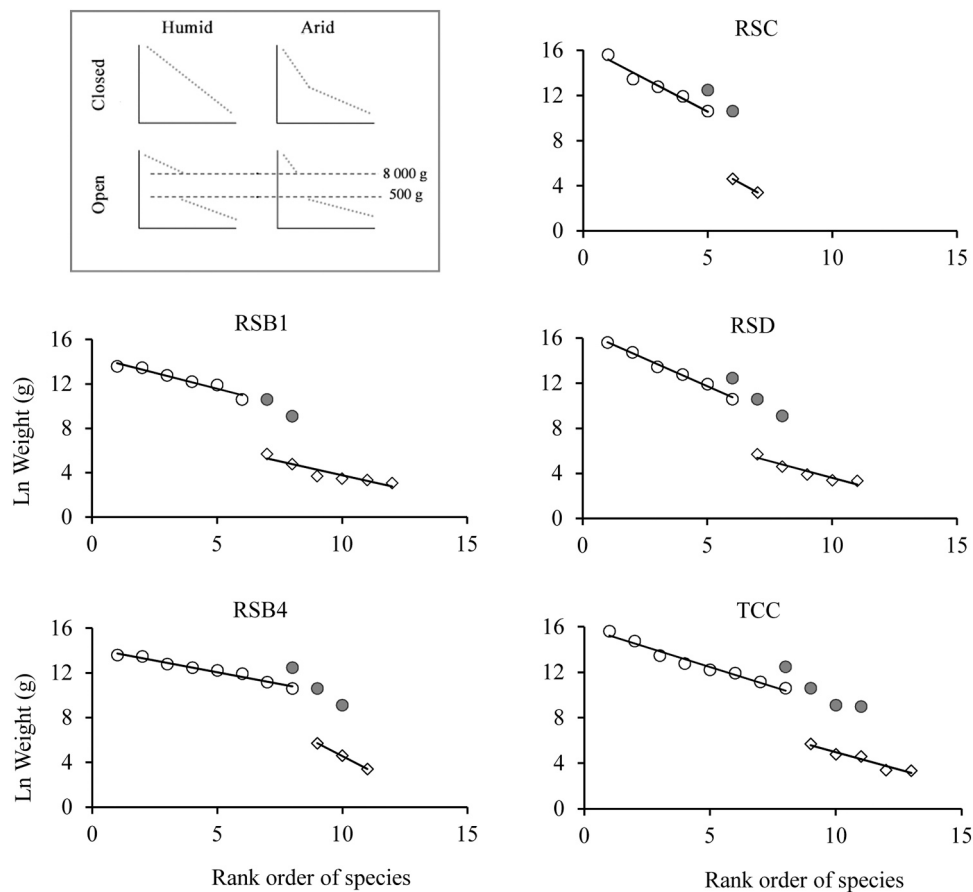 Humid Arid
Closed
Open
8 000 g
500 g
RSC
16
12
8
4
0
0 5 10 15
RSB1
Ln Weight (g)
16
12
8
4
0
0 5 10 15
RSD
16
12
8
4
0
0 5 10 15
RSB4
Ln Weight (g)
16
12
8
4
0
0 5 10 15
Rank order of species
TCC
16
12
8
4
0
0 5 10 15
Rank order of species